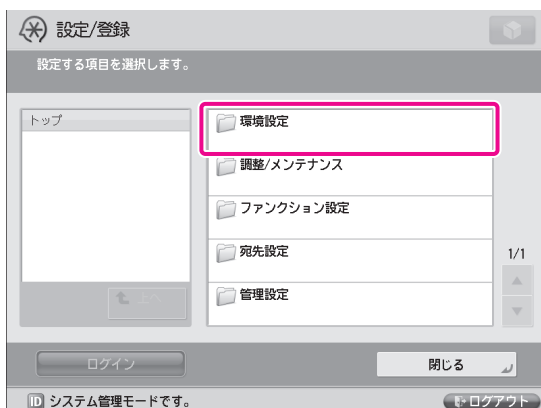 設定/登録
設定する項目を選択します。
トップ
環境設定
調整/メンテナンス
ファンクション設定
宛先設定
管理設定
1/1
上へ
ログイン
閉じる
ID システム管理モードです。
ログアウト